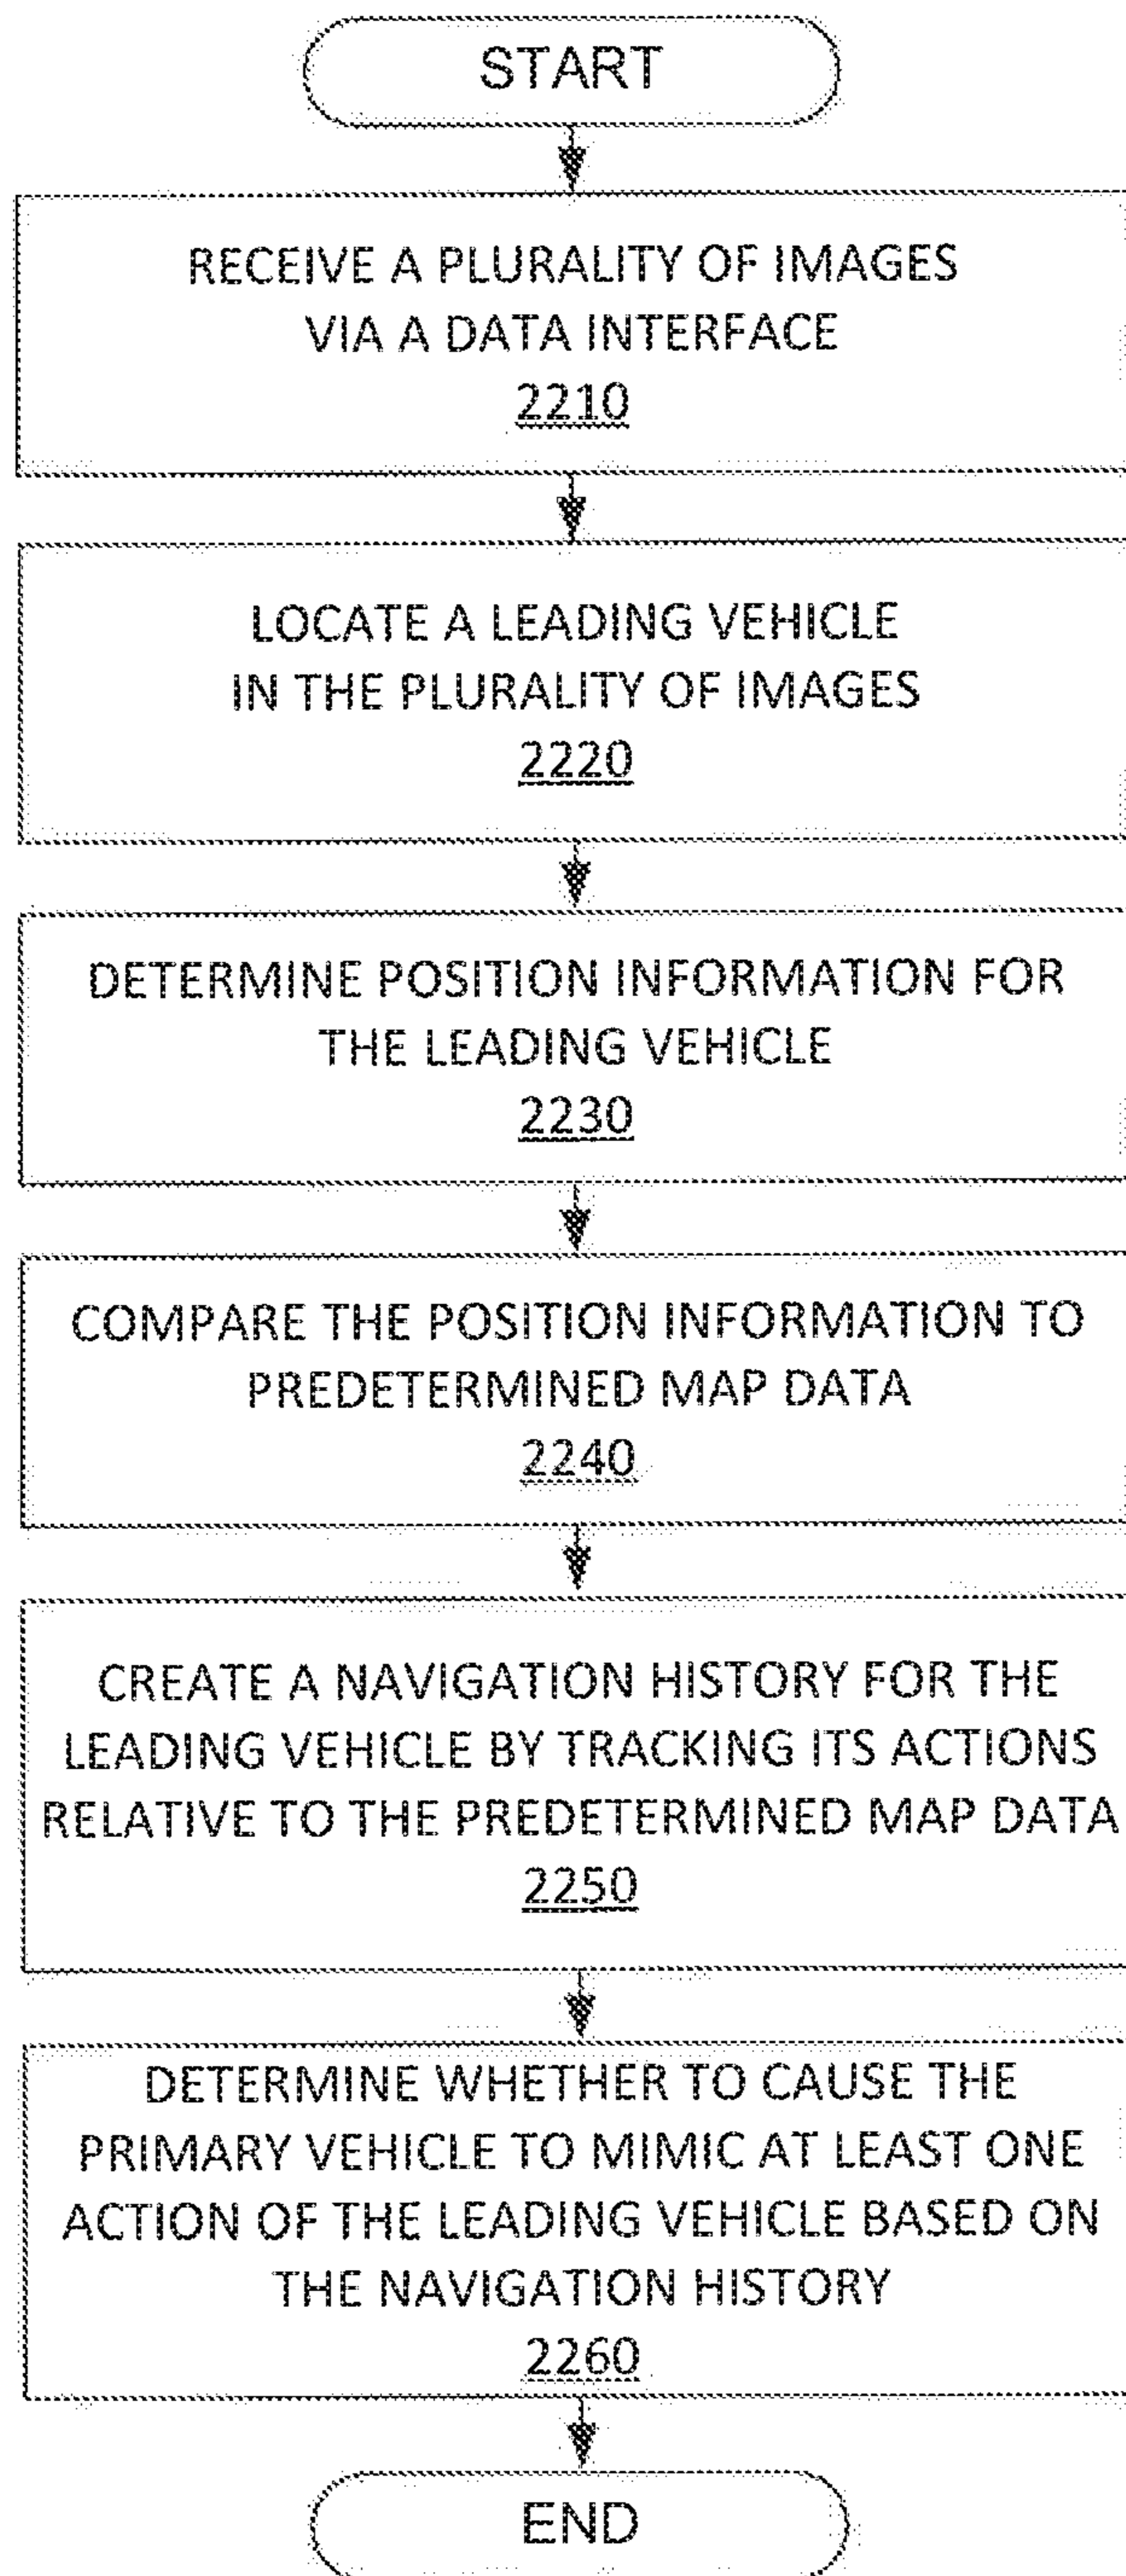 START
RECEIVE A PLURALITY OF IMAGES
VIA A DATA INTERFACE
2210
LOCATE A LEADING VEHICLE
IN THE PLURALITY OF IMAGES
2220
DETERMINE POSITION INFORMATION FOR
THE LEADING VEHICLE
2230
COMPARE THE POSITION INFORMATION TO
PREDETERMINED MAP DATA
2240
CREATE A NAVIGATION HISTORY FOR THE
LEADING VEHICLE BY TRACKING ITS ACTIONS
RELATIVE TO THE PREDETERMINED MAP DATA
2250
DETERMINE WHETHER TO CAUSE THE
PRIMARY VEHICLE TO MIMIC AT LEAST ONE
ACTION OF THE LEADING VEHICLE BASED ON
THE NAVIGATION HISTORY
2260
END